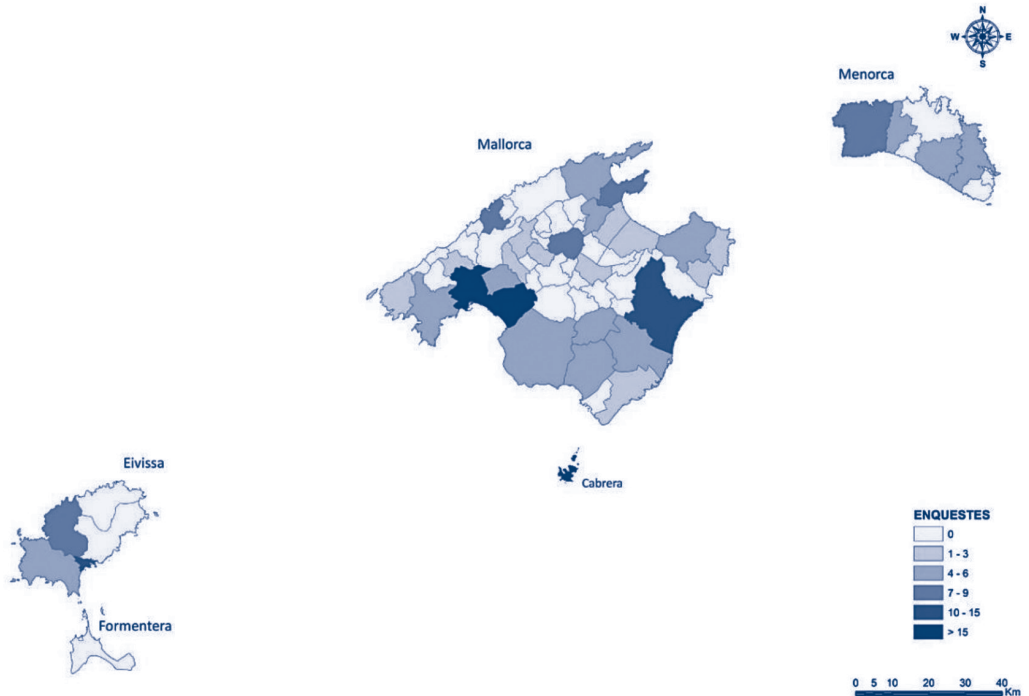 N
W E
S
Menorca
Mallorca
Eivissa
Cabrera
Formentera
ENQUESTES
0
1 - 3
4 - 6
7 - 9
10 - 15
> 15
0 5 10 20 30 40
Km